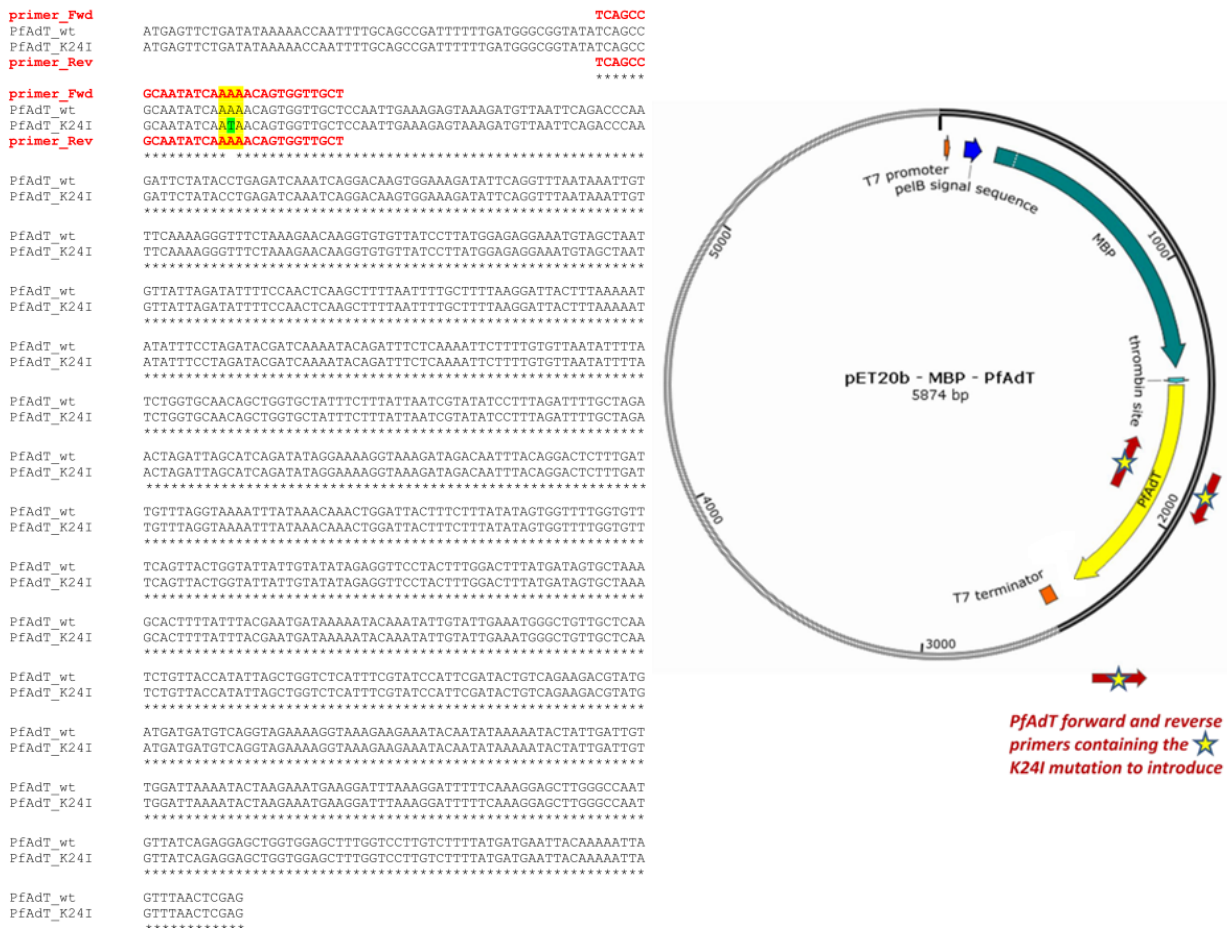 primer_Fwd TCAGCC
PfAdT_wt ATGAGTTCTGATATAAAAACCAATTTTGCAGCCGATTTTTTGATGGGCGGTATATCAGCC
PfAdT_K24I ATGAGTTCTGATATAAAAACCAATTTTGCAGCCGATTTTTTGATGGGCGGTATATCAGCC
primer_Rev TCAGCC
******
primer_Fwd GCAATATCAAAAACAGTGGTTGCT
PfAdT_wt GCAATATCAAAAACAGTGGTTGCTCCAATTGAAAGAGTAAAGATGTTAATTCAGACCCAA
PfAdT_K24I GCAATATCAATAACAGTGGTTGCTCCAATTGAAAGAGTAAAGATGTTAATTCAGACCCAA
primer_Rev GCAATATCAAAAACAGTGGTTGCT
********** *************************************************
PfAdT_wt GATTCTATACCTGAGATCAAATCAGGACAAGTGGAAAGATATTCAGGTTTAATAAATTGT
PfAdT_K24I GATTCTATACCTGAGATCAAATCAGGACAAGTGGAAAGATATTCAGGTTTAATAAATTGT
************************************************************
PfAdT_wt TTCAAAAGGGTTTCTAAAGAACAAGGTGTGTTATCCTTATGGAGAGGAAATGTAGCTAAT
PfAdT_K24I TTCAAAAGGGTTTCTAAAGAACAAGGTGTGTTATCCTTATGGAGAGGAAATGTAGCTAAT
************************************************************
PfAdT_wt GTTATTAGATATTTTCCAACTCAAGCTTTTAATTTTGCTTTTAAGGATTACTTTAAAAAT
PfAdT_K24I GTTATTAGATATTTTCCAACTCAAGCTTTTAATTTTGCTTTTAAGGATTACTTTAAAAAT
************************************************************
PfAdT_wt ATATTTCCTAGATACGATCAAAATACAGATTTCTCAAAATTCTTTTGTGTTAATATTTTA
PfAdT_K24I ATATTTCCTAGATACGATCAAAATACAGATTTCTCAAAATTCTTTTGTGTTAATATTTTA
************************************************************
PfAdT_wt TCTGGTGCAACAGCTGGTGCTATTTCTTTATTAATCGTATATCCTTTAGATTTTGCTAGA
PfAdT_K24I TCTGGTGCAACAGCTGGTGCTATTTCTTTATTAATCGTATATCCTTTAGATTTTGCTAGA
************************************************************
PfAdT_wt ACTAGATTAGCATCAGATATAGGAAAAGGTAAAGATAGACAATTTACAGGACTCTTTGAT
PfAdT_K24I ACTAGATTAGCATCAGATATAGGAAAAGGTAAAGATAGACAATTTACAGGACTCTTTGAT
************************************************************
PfAdT_wt TGTTTAGGTAAAATTTATAAACAAACTGGATTACTTTCTTTATATAGTGGTTTTGGTGTT
PfAdT_K24I TGTTTAGGTAAAATTTATAAACAAACTGGATTACTTTCTTTATATAGTGGTTTTGGTGTT
************************************************************
PfAdT_wt TCAGTTACTGGTATTATTGTATATAGAGGTTCCTACTTTGGACTTTATGATAGTGCTAAA
PfAdT_K24I TCAGTTACTGGTATTATTGTATATAGAGGTTCCTACTTTGGACTTTATGATAGTGCTAAA
************************************************************
PfAdT_wt GCACTTTTATTTACGAATGATAAAAATACAAATATTGTATTGAAATGGGCTGTTGCTCAA
PfAdT_K24I GCACTTTTATTTACGAATGATAAAAATACAAATATTGTATTGAAATGGGCTGTTGCTCAA
************************************************************
PfAdT_wt TCTGTTACCATATTAGCTGGTCTCATTTCGTATCCATTCGATACTGTCAGAAGACGTATG
PfAdT_K24I TCTGTTACCATATTAGCTGGTCTCATTTCGTATCCATTCGATACTGTCAGAAGACGTATG
************************************************************
PfAdT_wt ATGATGATGTCAGGTAGAAAAGGTAAAGAAGAAATACAATATAAAAATACTATTGATTGT
PfAdT_K24I ATGATGATGTCAGGTAGAAAAGGTAAAGAAGAAATACAATATAAAAATACTATTGATTGT
************************************************************
PfAdT_wt TGGATTAAAATACTAAGAAATGAAGGATTTAAAGGATTTTTCAAAGGAGCTTGGGCCAAT
PfAdT_K24I TGGATTAAAATACTAAGAAATGAAGGATTTAAAGGATTTTTCAAAGGAGCTTGGGCCAAT
************************************************************
PfAdT_wt GTTATCAGAGGAGCTGGTGGAGCTTTGGTCCTTGTCTTTTATGATGAATTACAAAAATTA
PfAdT_K24I GTTATCAGAGGAGCTGGTGGAGCTTTGGTCCTTGTCTTTTATGATGAATTACAAAAATTA
************************************************************
PfAdT_wt GTTTAACTCGAG
PfAdT_K24I GTTTAACTCGAG
************
T7 promoter
pelB signal sequence
MBP
1000
5000
thrombin site
pET20b - MBP - PfAdT
5874 bp
PfAdT
2000
4000
T7 terminator
3000
PfAdT forward and reverse
primers containing the
K24I mutation to introduce